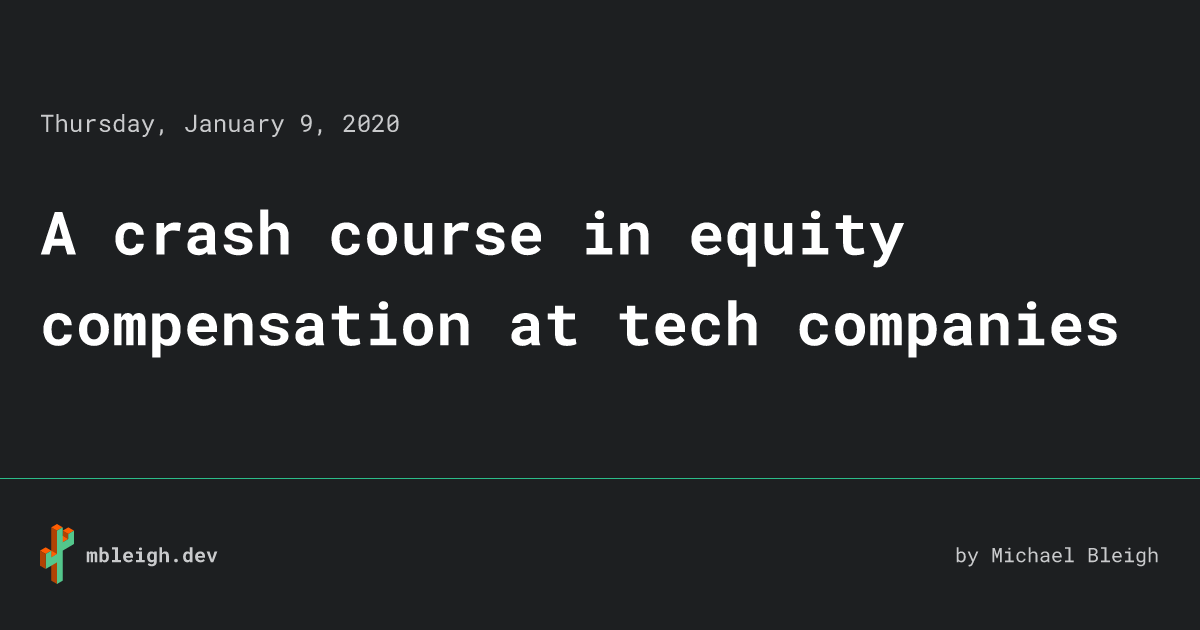 Thursday, January 9, 2020
A crash course in equity
compensation at tech companies
mbleigh.dev
by Michael Bleigh